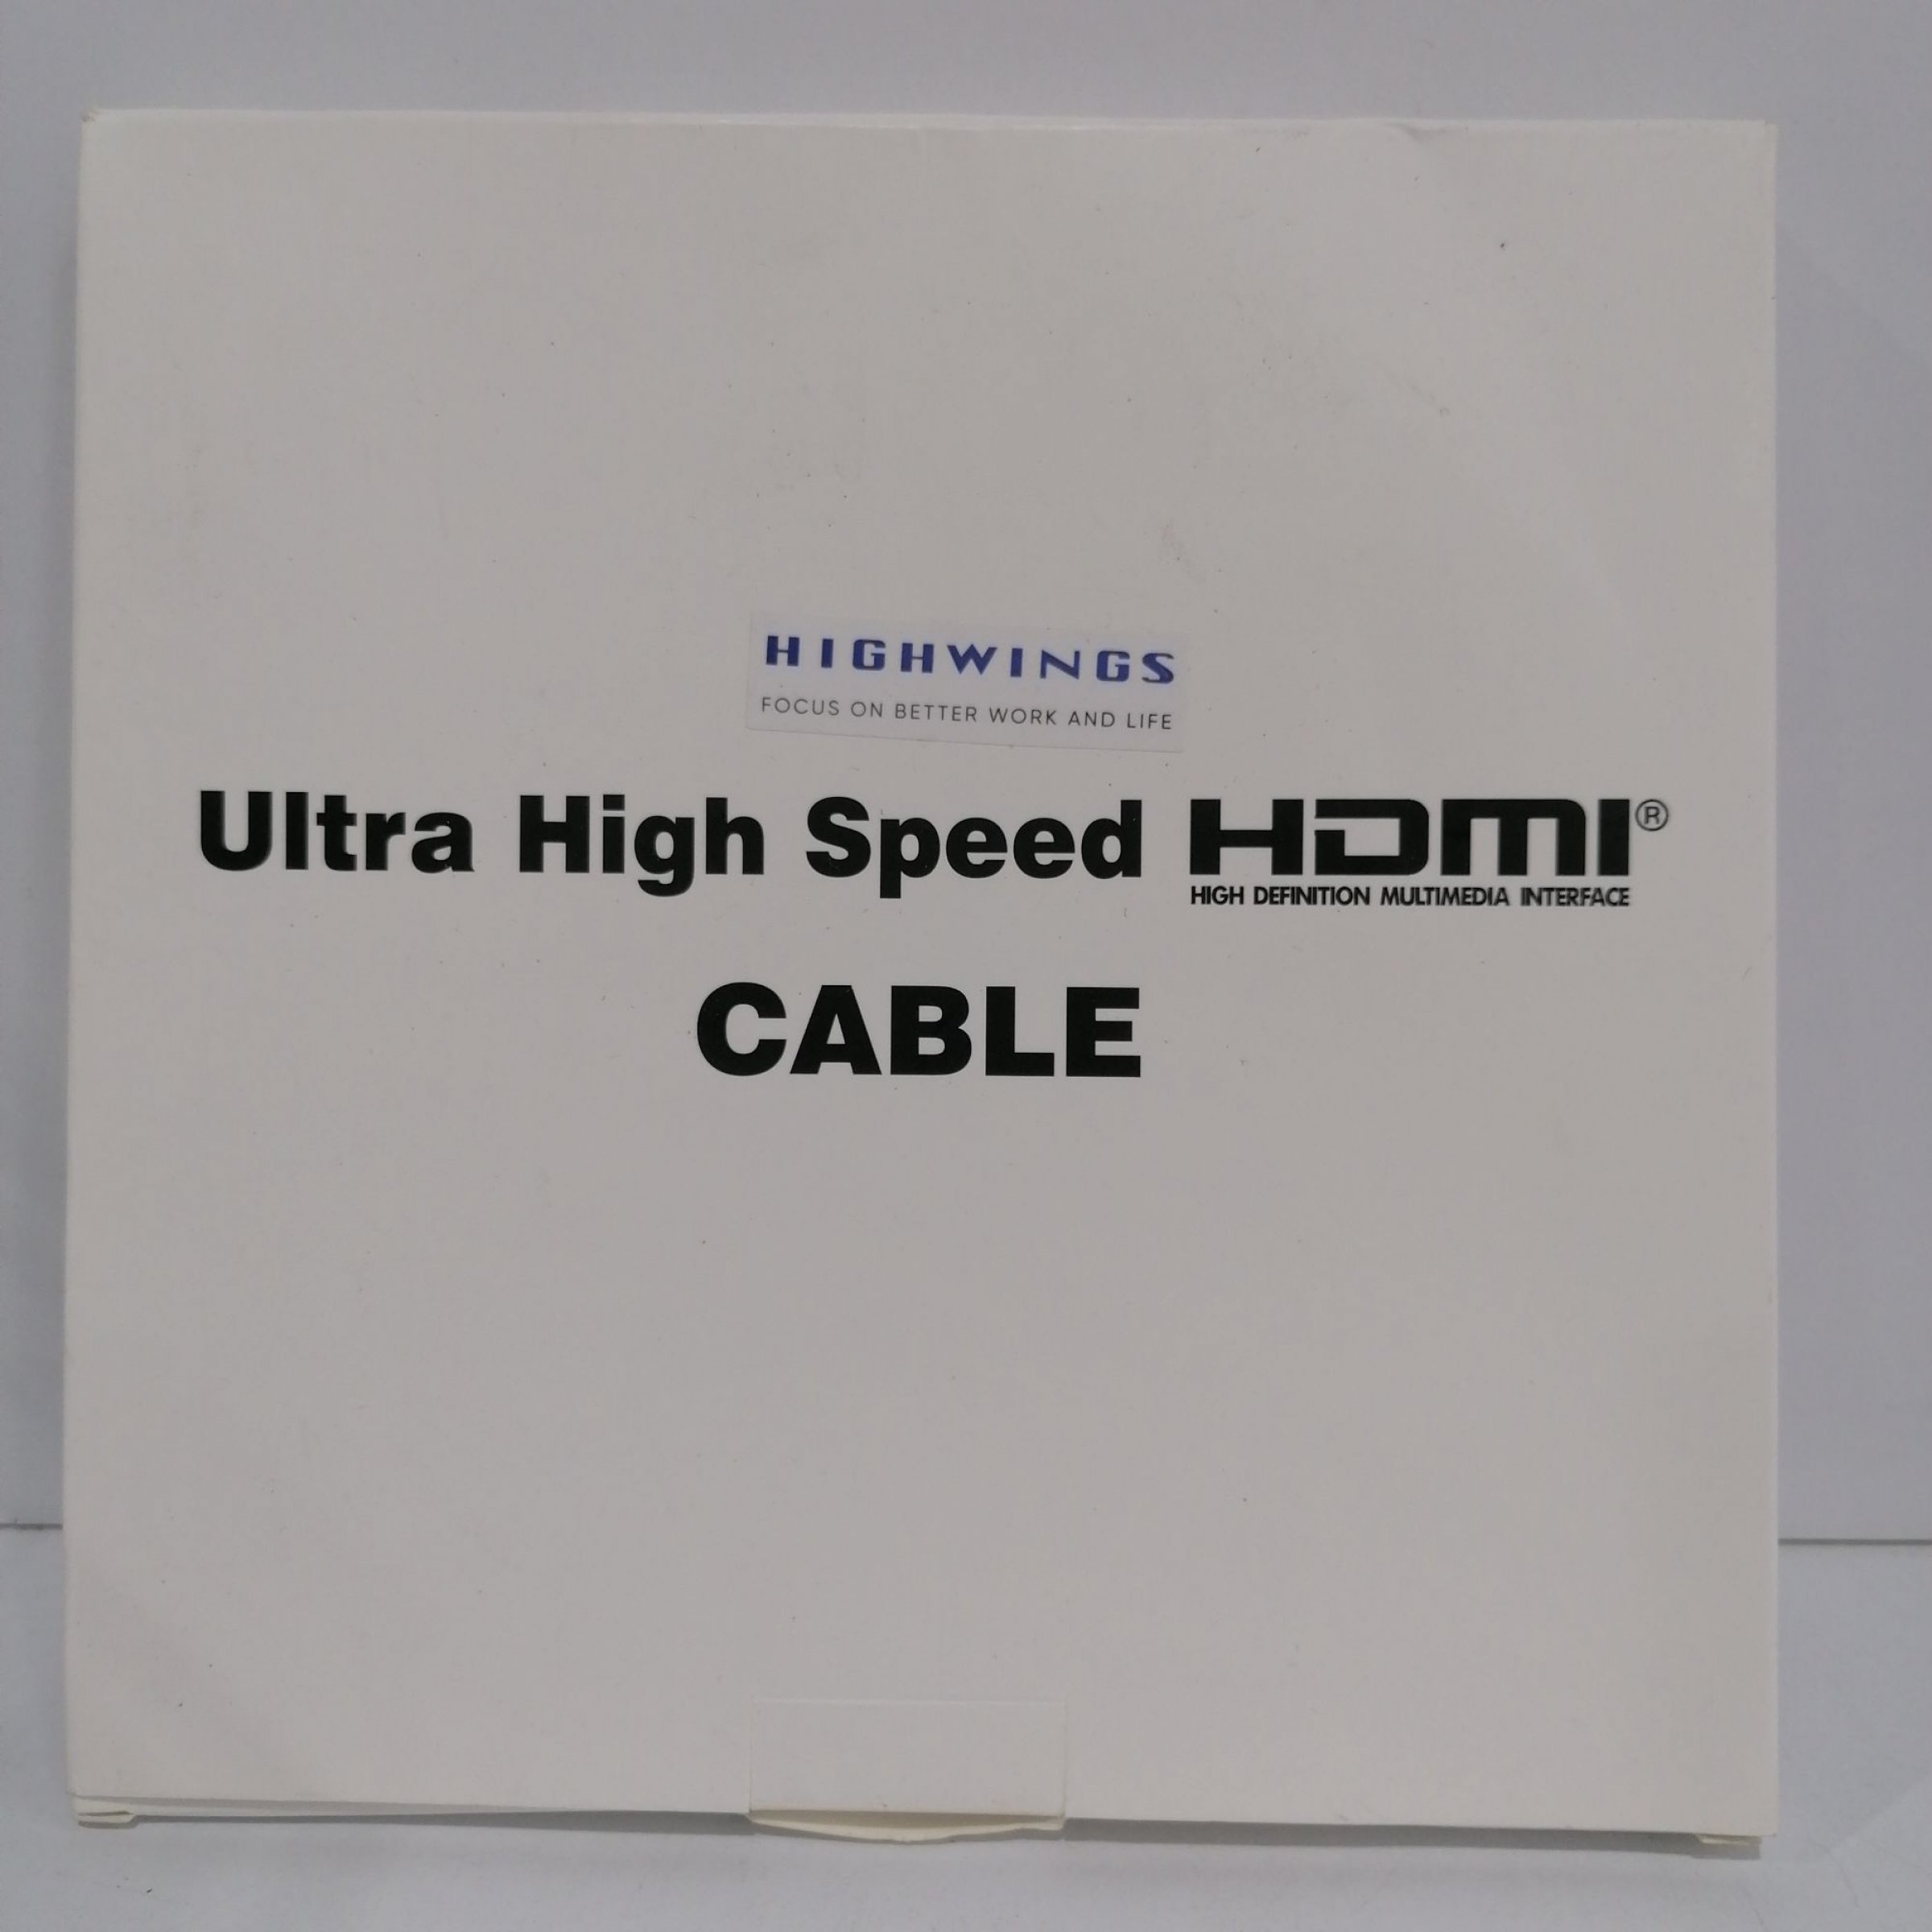 HIGHWINGS
FOCUS ON BETTER WORK AND LIFE
Ultra High Speed HDMI®
HIGH DEFINITION MULTIMEDIA INTERFACE
CABLE